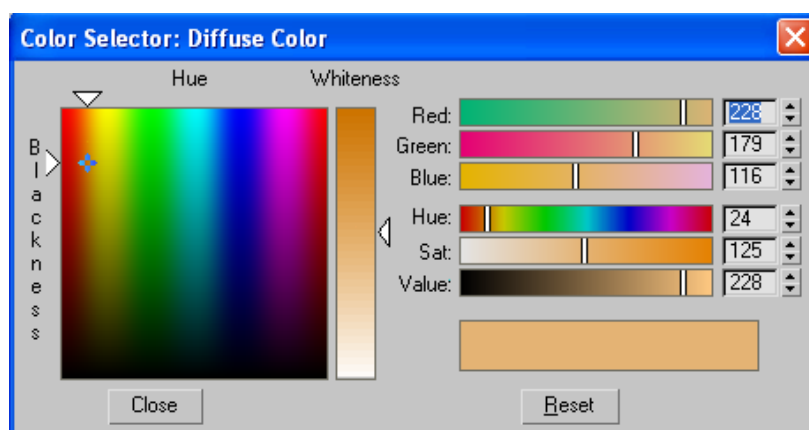 Color Selector: Diffuse Color
Hue
Whiteness
Blackness
Red: 228
Green: 179
Blue: 116
Hue: 24
Sat: 125
Value: 228
Close
Reset